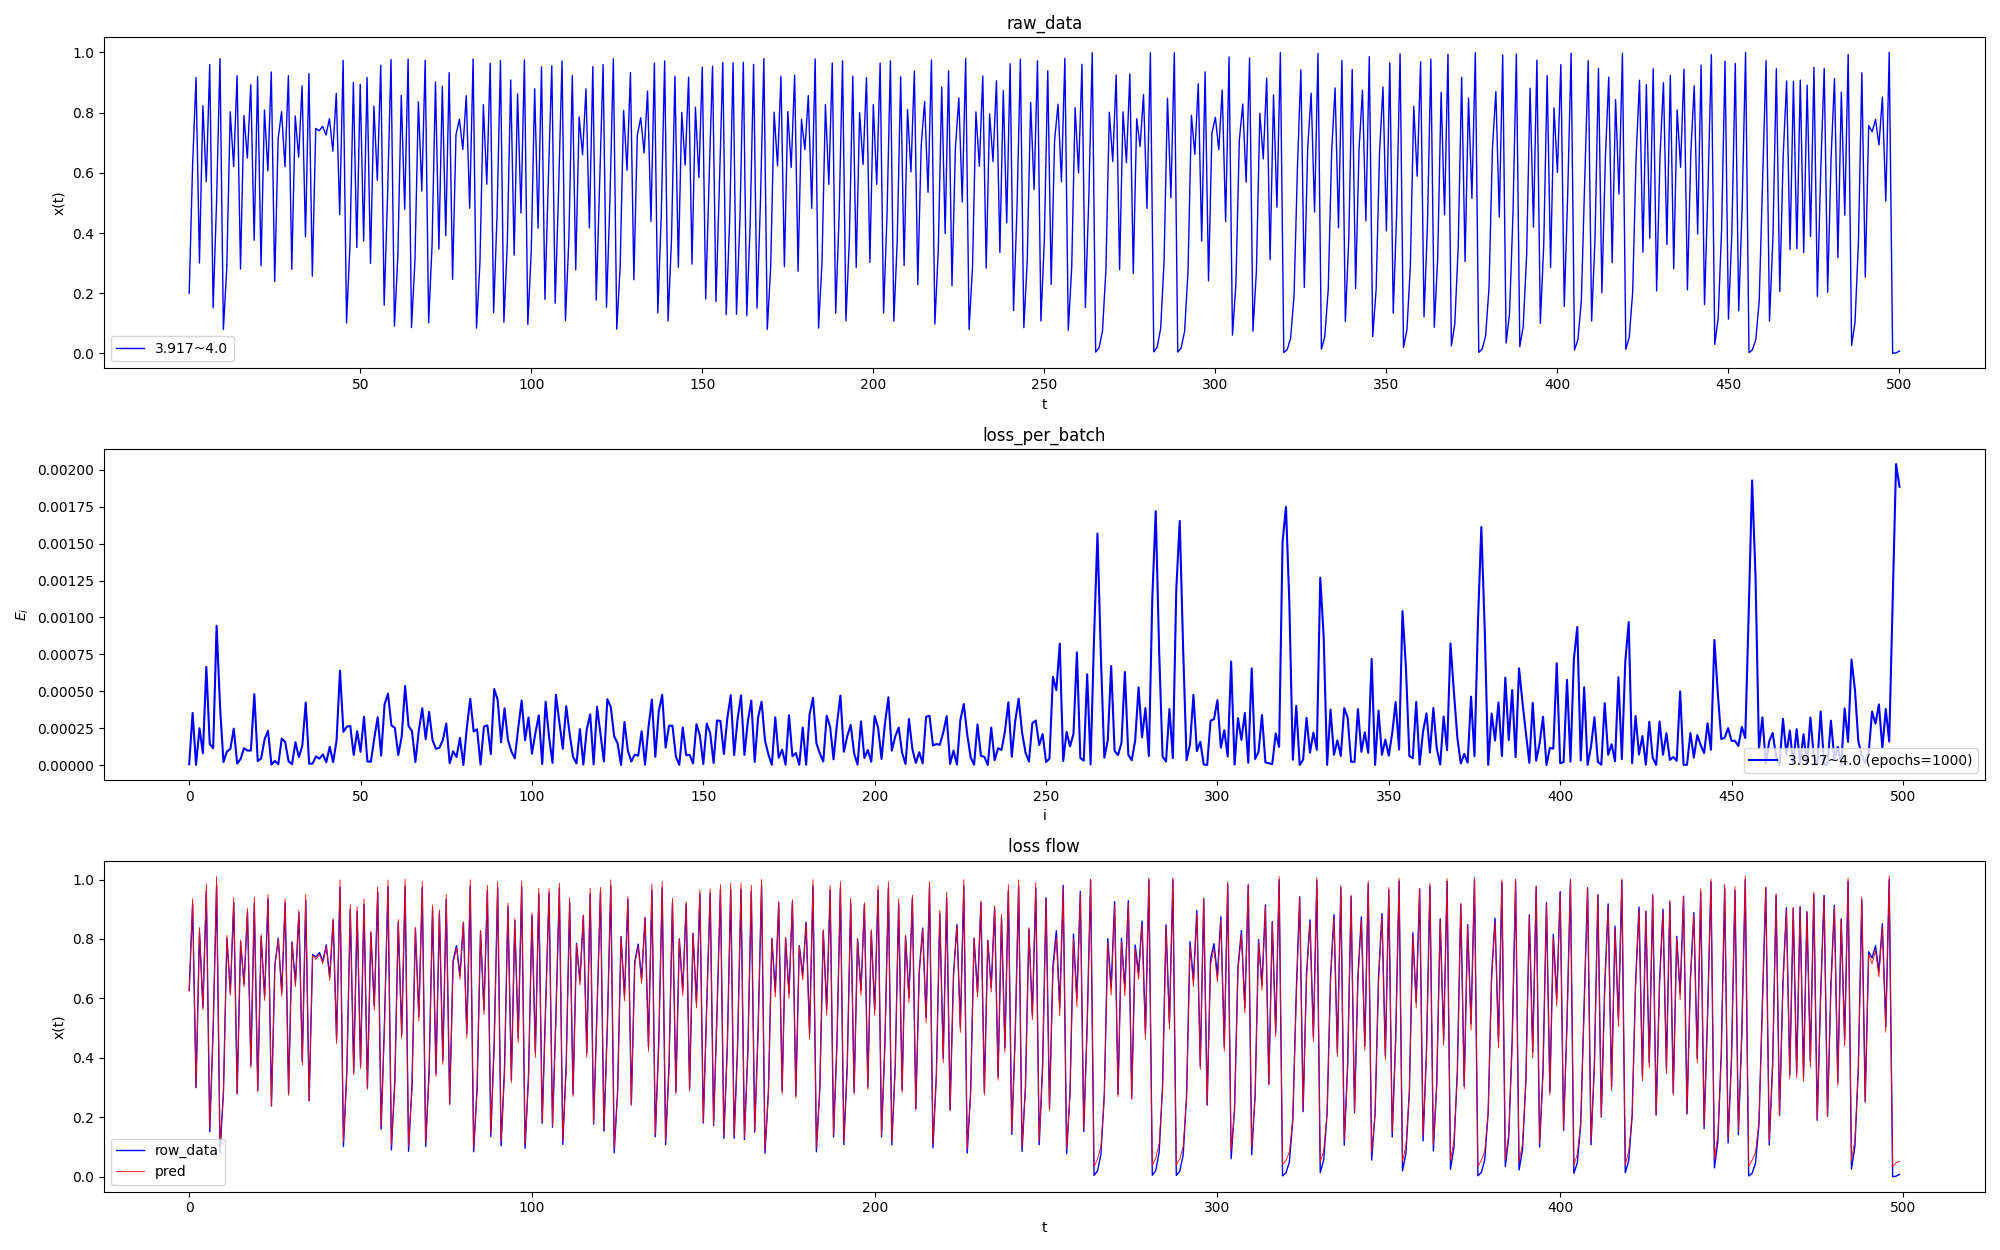 raw_data
1.0
0.8
0.6
0.4
0.2
0.0
x(t)
3.917~4.0
50 100 150 200 250 300 350 400 450 500
t
loss_per_batch
0.00200
0.00175
0.00150
0.00125
0.00100
0.00075
0.00050
0.00025
0.00000
E_i
3.917~4.0 (epochs=1000)
0 50 100 150 200 250 300 350 400 450 500
i
loss flow
1.0
0.8
0.6
0.4
0.2
0.0
x(t)
row_data
pred
0 100 200 300 400 500
t